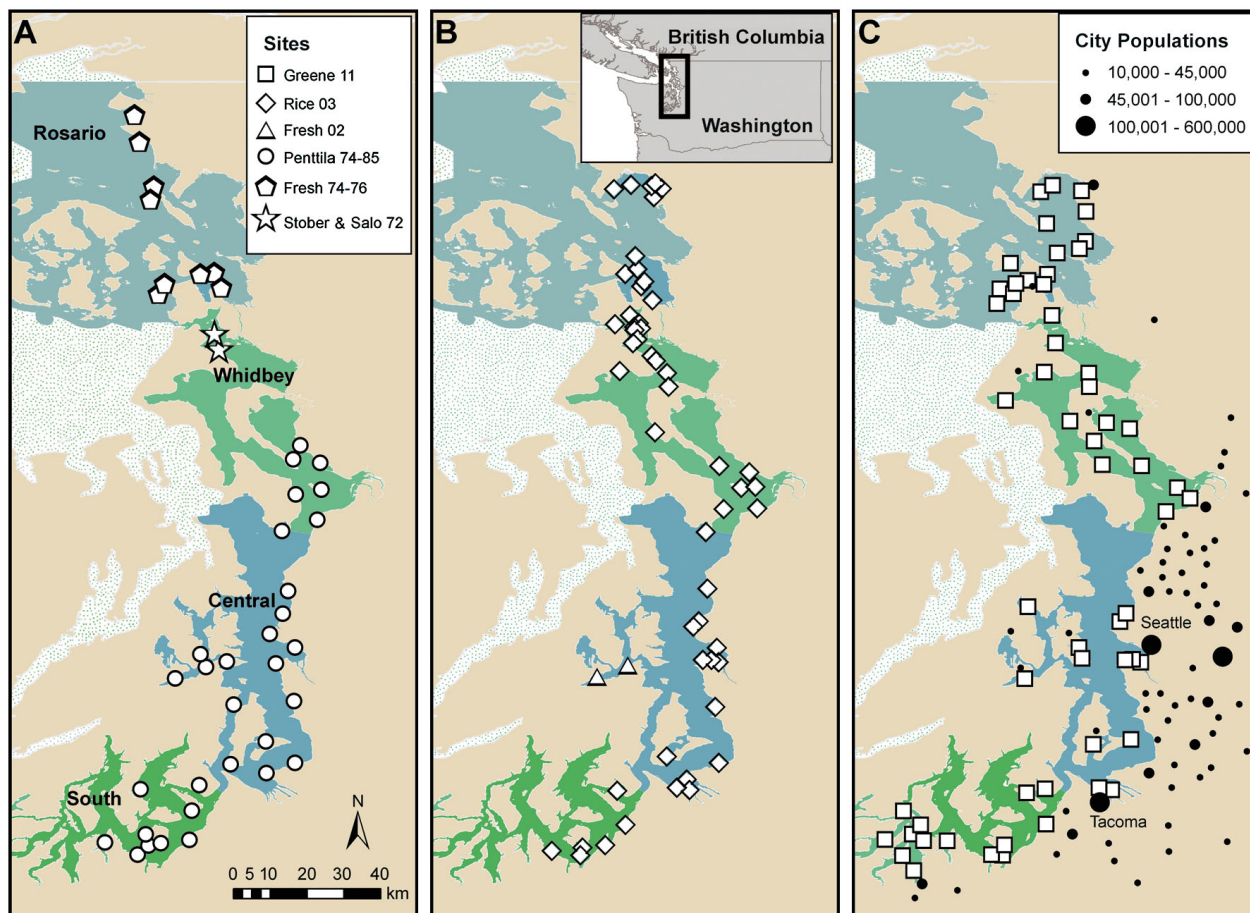 A
Sites
Greene 11
Rice 03
Fresh 02
Penttila 74-85
Fresh 74-76
Stober & Salo 72
Rosario
Whidbey
Central
South
N
0 5 10 20 30 40
km
B
British Columbia
Washington
C
City Populations
10,000 - 45,000
45,001 - 100,000
100,001 - 600,000
Seattle
Tacoma